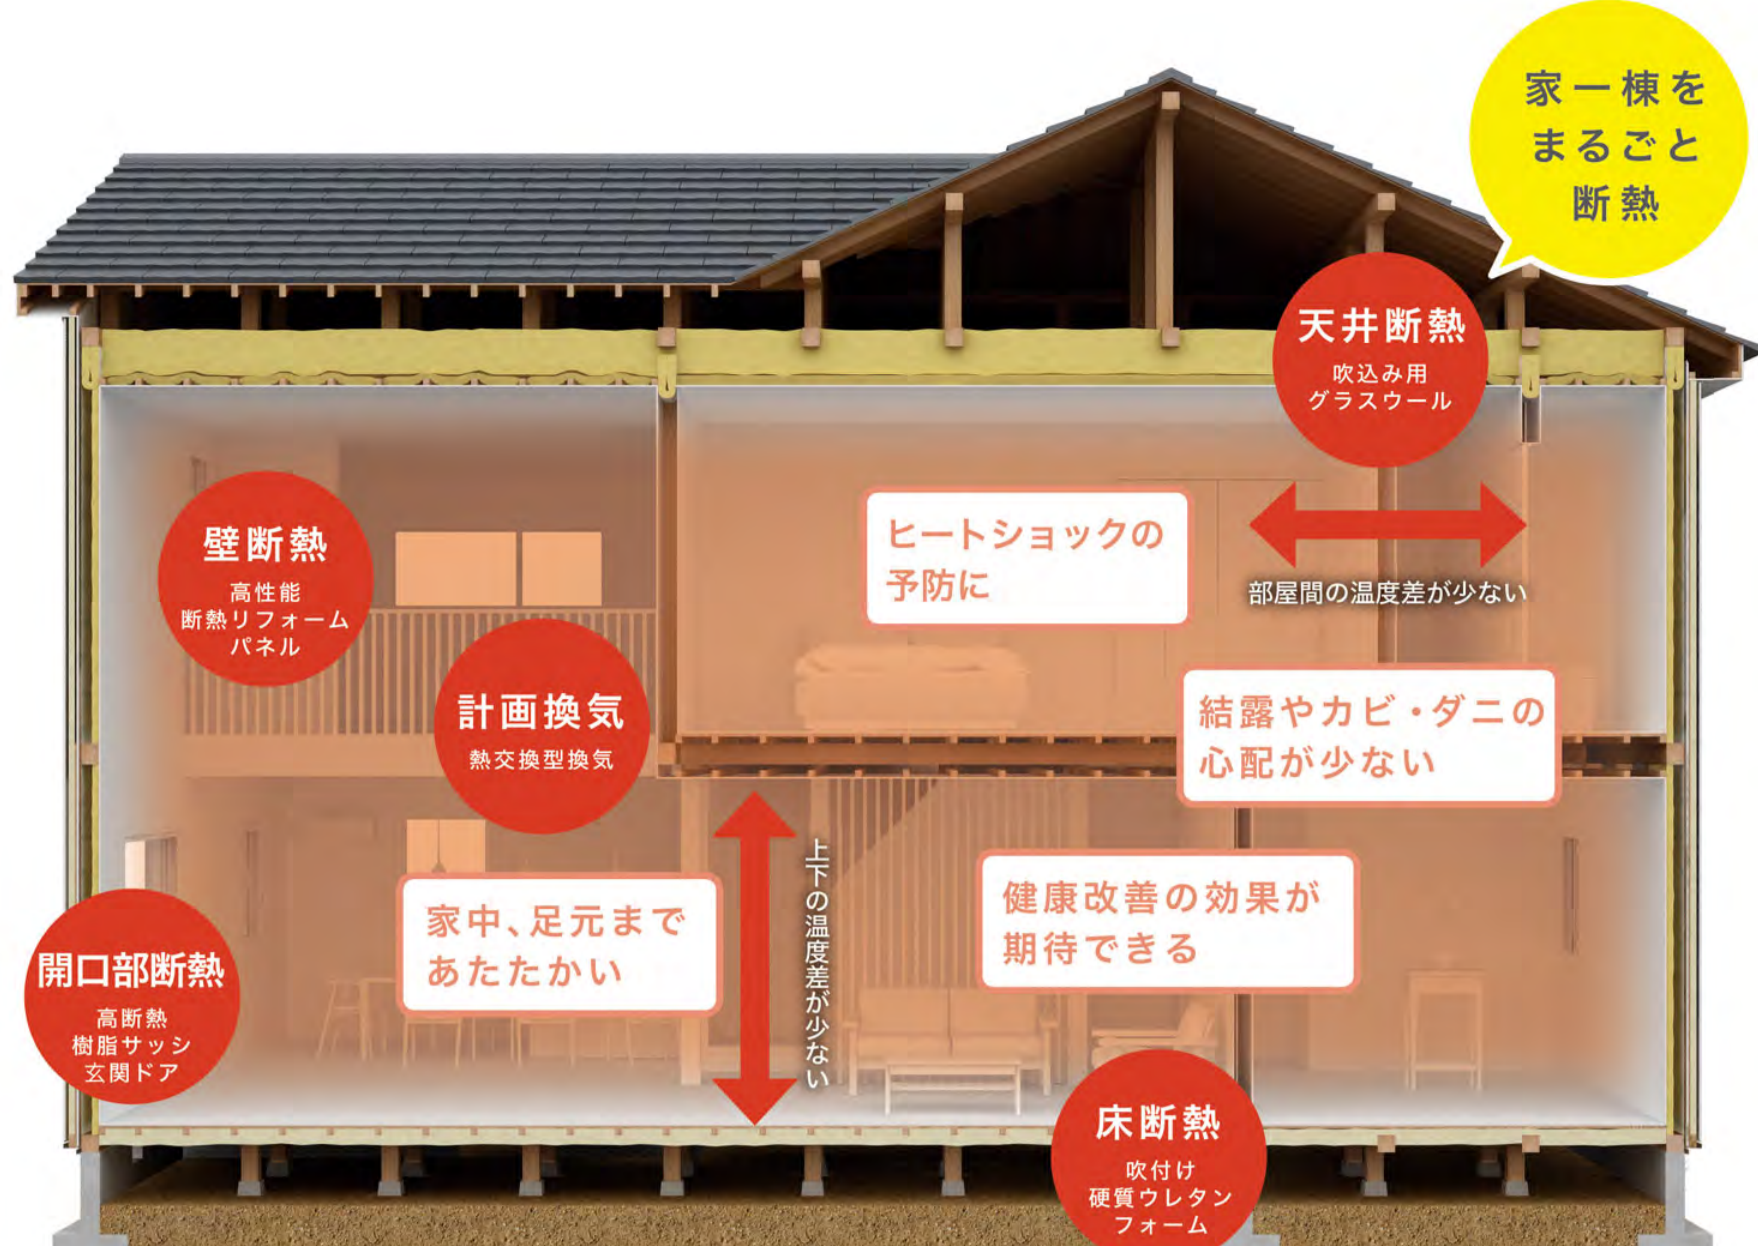 家一棟を
まるごと
断熱
天井断熱
吹込み用
グラスウール
壁断熱
高性能
断熱リフォーム
パネル
ヒートショックの
予防に
部屋間の温度差が少ない
計画換気
熱交換型換気
結露やカビ・ダニの
心配が少ない
上下の温度差が少ない
家中、足元まで
あたたかい
健康改善の効果が
期待できる
開口部断熱
高断熱
樹脂サッシ
玄関ドア
床断熱
吹付け
硬質ウレタン
フォーム